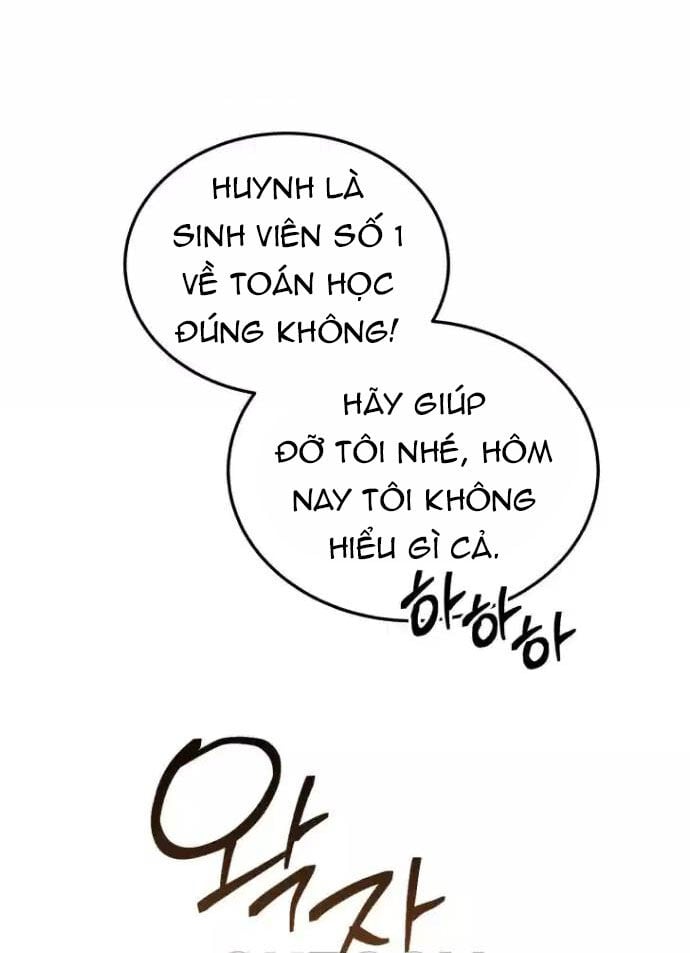 HUYNH LÀ
SINH VIÊN SỐ 1
VỀ TOÁN HỌC
ĐÚNG KHÔNG!
HÃY GIÚP
ĐỠ TÔI NHÉ, HÔM
NAY TÔI KHÔNG
HIỂU GÌ CẢ.
하하하
왁자